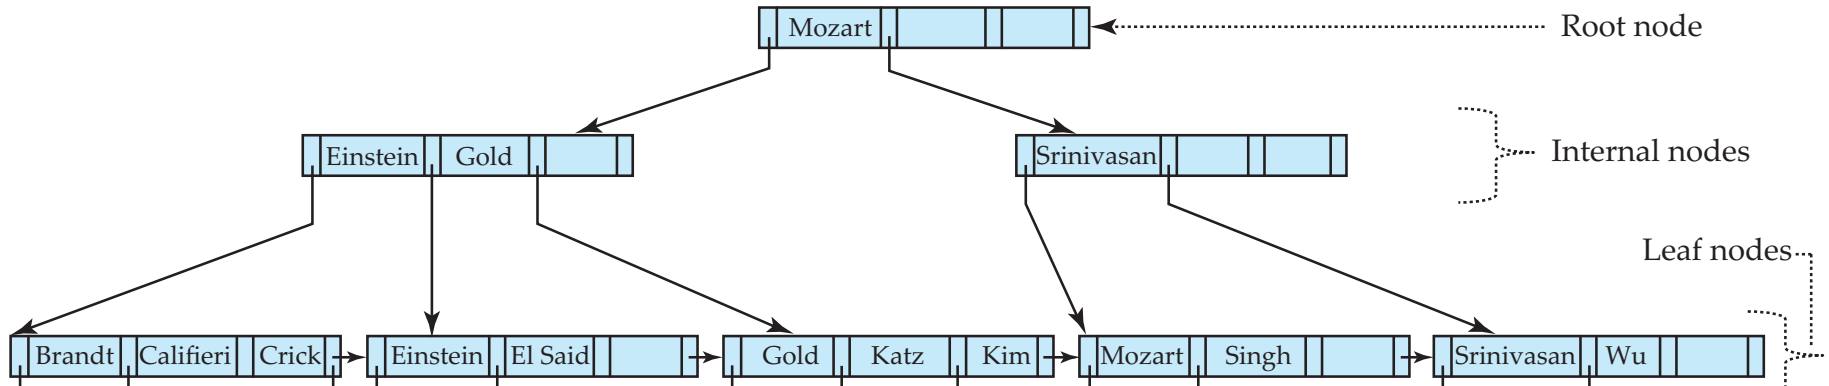 Mozart
Root node
Einstein Gold
Srinivasan
Internal nodes
Leaf nodes
Brandt Califieri Crick
Einstein El Said
Gold Katz Kim
Mozart Singh
Srinivasan Wu